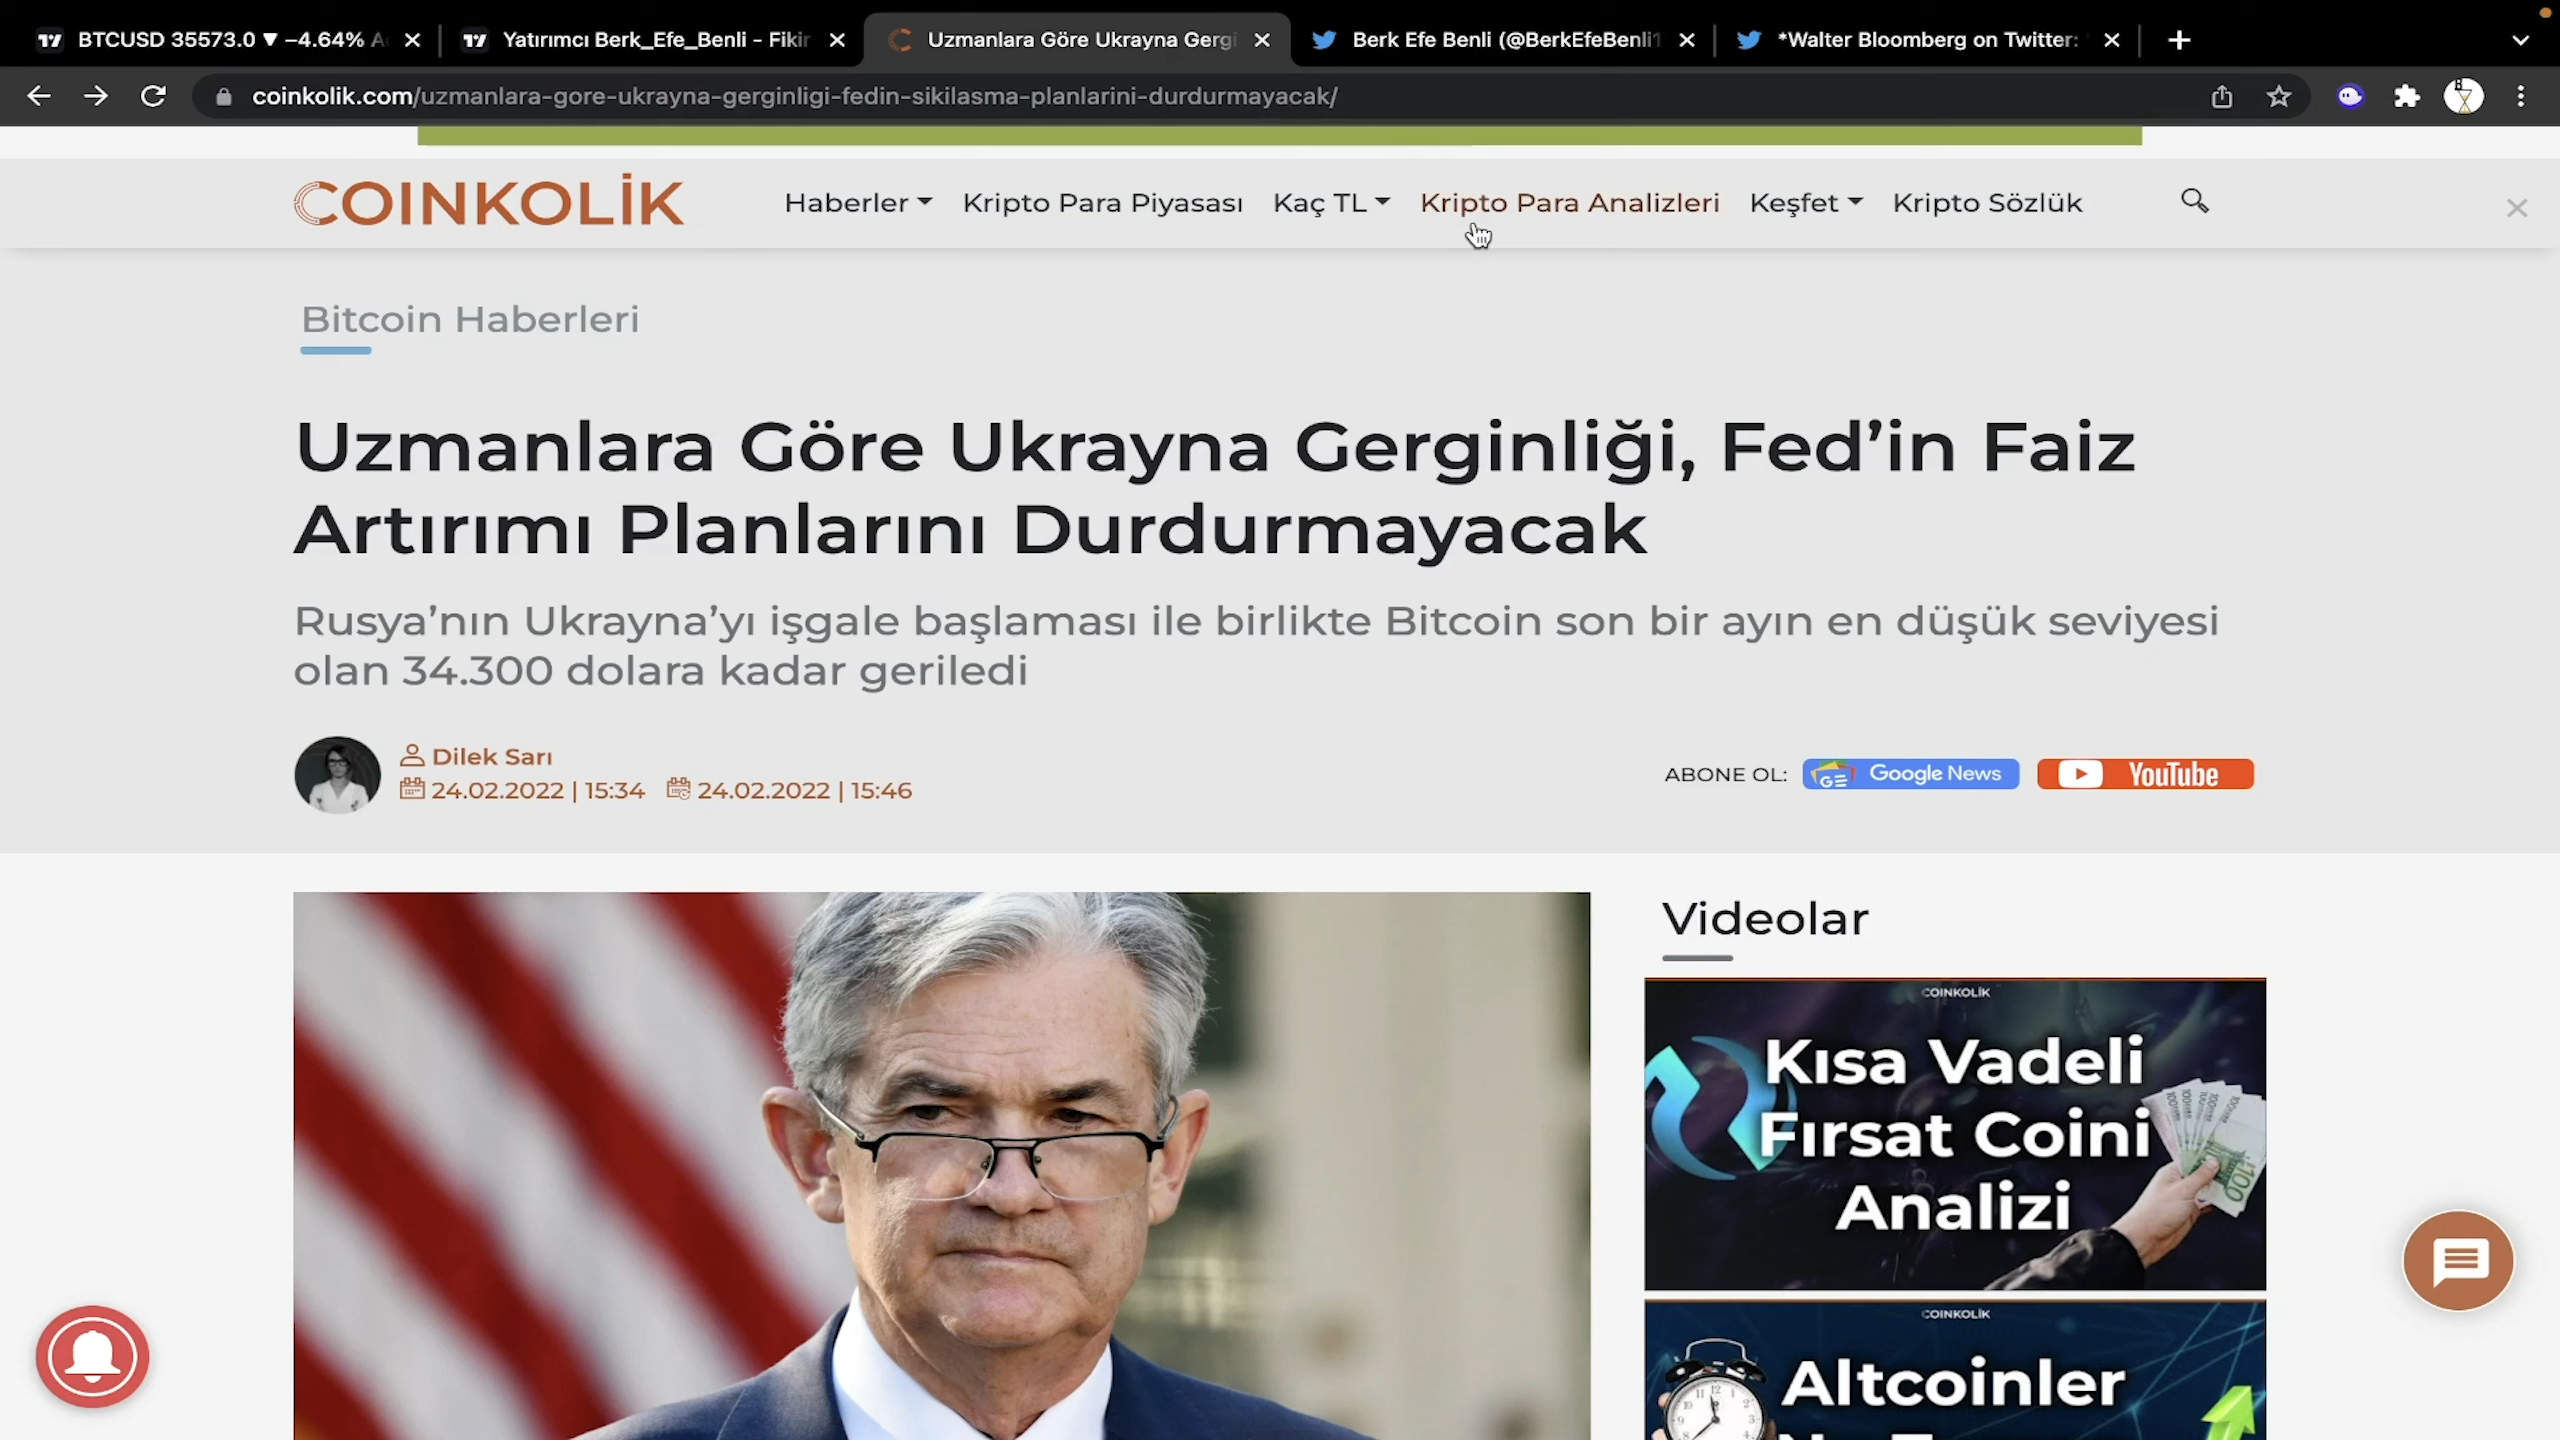 BTCUSD 35573.0 ▼ −4.64% A
Yatırımcı Berk_Efe_Benli – Fikir
Uzmanlara Göre Ukrayna Gergi
Berk Efe Benli (@BerkEfeBenli1
*Walter Bloomberg on Twitter:
coinkolik.com/uzmanlara-gore-ukrayna-gerginligi-fedin-sikilasma-planlarini-durdurmayacak/
COINKOLİK
Haberler
Kripto Para Piyasası
Kaç TL
Kripto Para Analizleri
Keşfet
Kripto Sözlük
Bitcoin Haberleri
Uzmanlara Göre Ukrayna Gerginliği, Fed’in Faiz
Artırımı Planlarını Durdurmayacak
Rusya’nın Ukrayna’yı işgale başlaması ile birlikte Bitcoin son bir ayın en düşük seviyesi
olan 34.300 dolara kadar geriledi
Dilek Sarı
24.02.2022 | 15:34 24.02.2022 | 15:46
ABONE OL:
GE Google News
YouTube
Videolar
COINKOLİK
Kısa Vadeli
Fırsat Coini
Analizi
COINKOLİK
Altcoinler